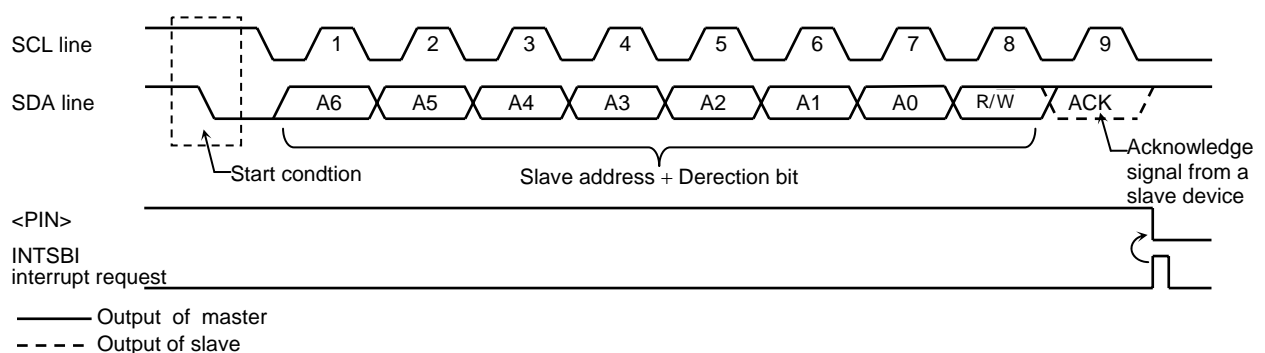 SCL line
1 2 3 4 5 6 7 8 9
SDA line
A6 A5 A4 A3 A2 A1 A0 R/W̅ ACK
Start condtion
Slave address + Derection bit
Acknowledge
signal from a
slave device
<PIN>
INTSBI
interrupt request
Output of master
Output of slave